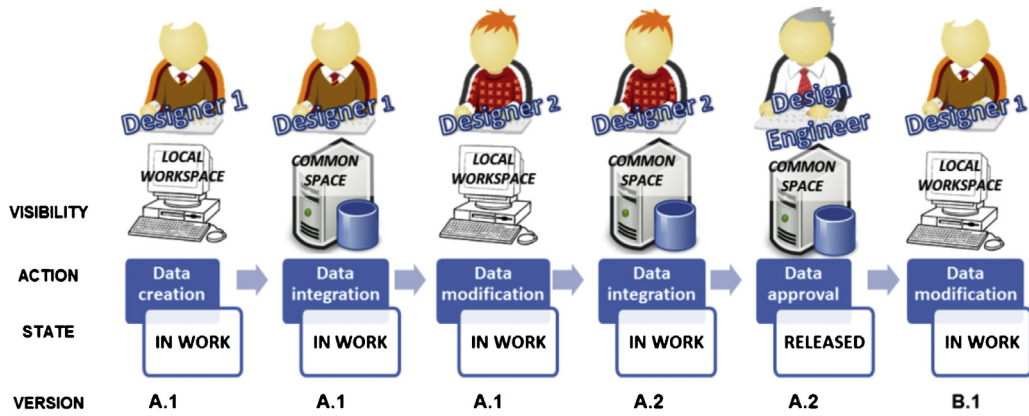 Designer 1 Designer 1 Designer 2 Designer 2 Design Engineer Designer 1
LOCAL WORKSPACE COMMON SPACE LOCAL WORKSPACE COMMON SPACE COMMON SPACE LOCAL WORKSPACE
VISIBILITY
ACTION Data creation Data integration Data modification Data integration Data approval Data modification
STATE IN WORK IN WORK IN WORK IN WORK RELEASED IN WORK
VERSION A.1 A.1 A.1 A.2 A.2 B.1